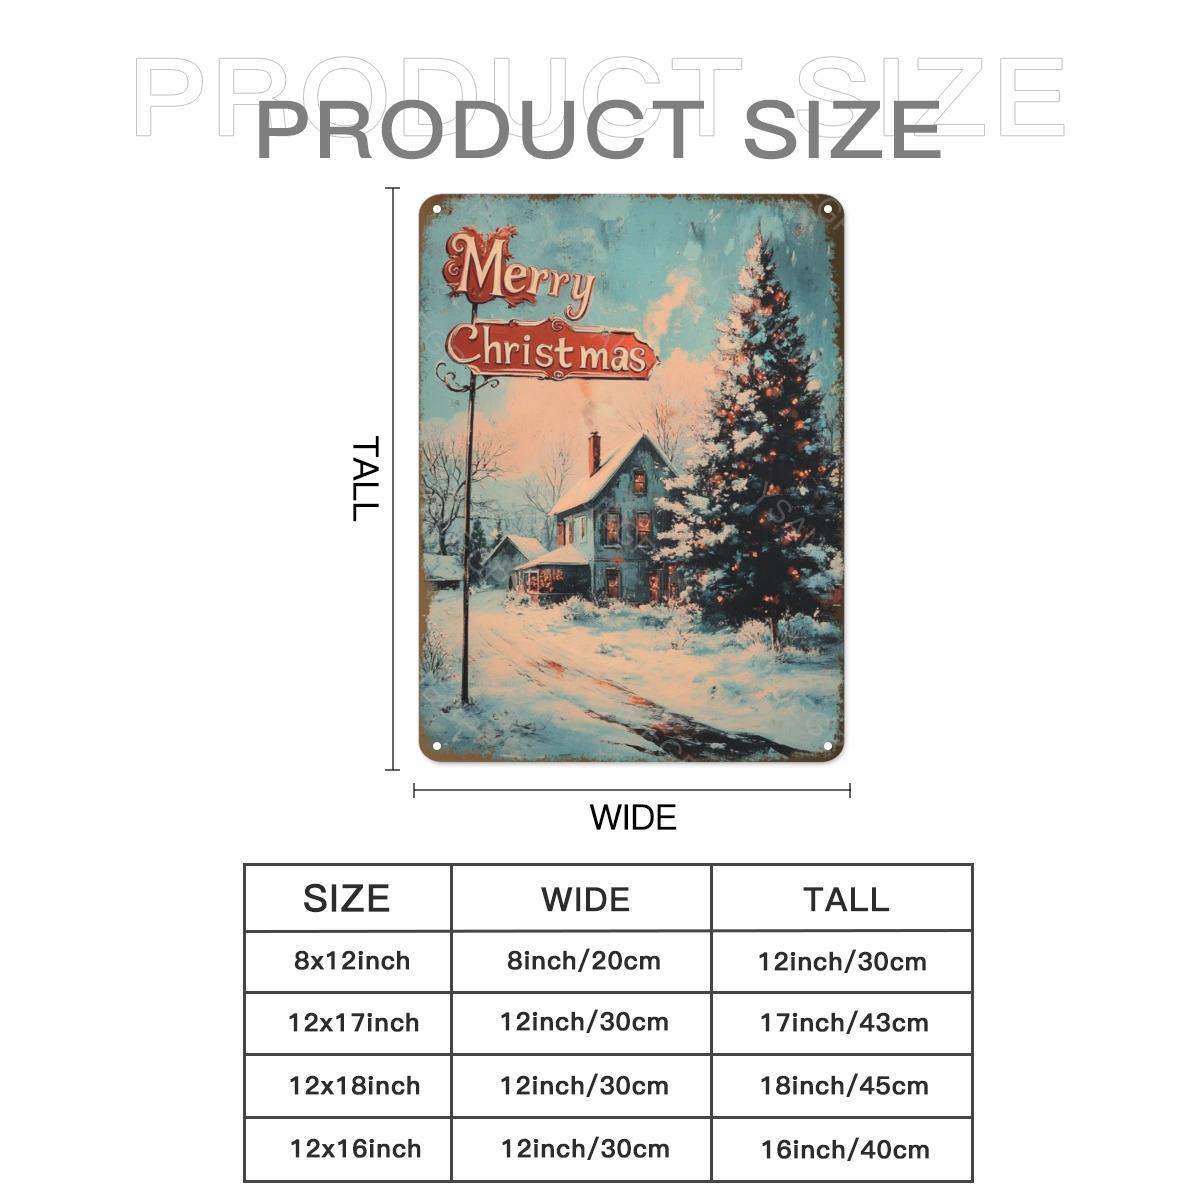 PRODUCT SIZE
PRODUCT SIZE
Merry
Christmas
TALL
WIDE
SIZE WIDE TALL
8x12inch 8inch/20cm 12inch/30cm
12x17inch 12inch/30cm 17inch/43cm
12x18inch 12inch/30cm 18inch/45cm
12x16inch 12inch/30cm 16inch/40cm